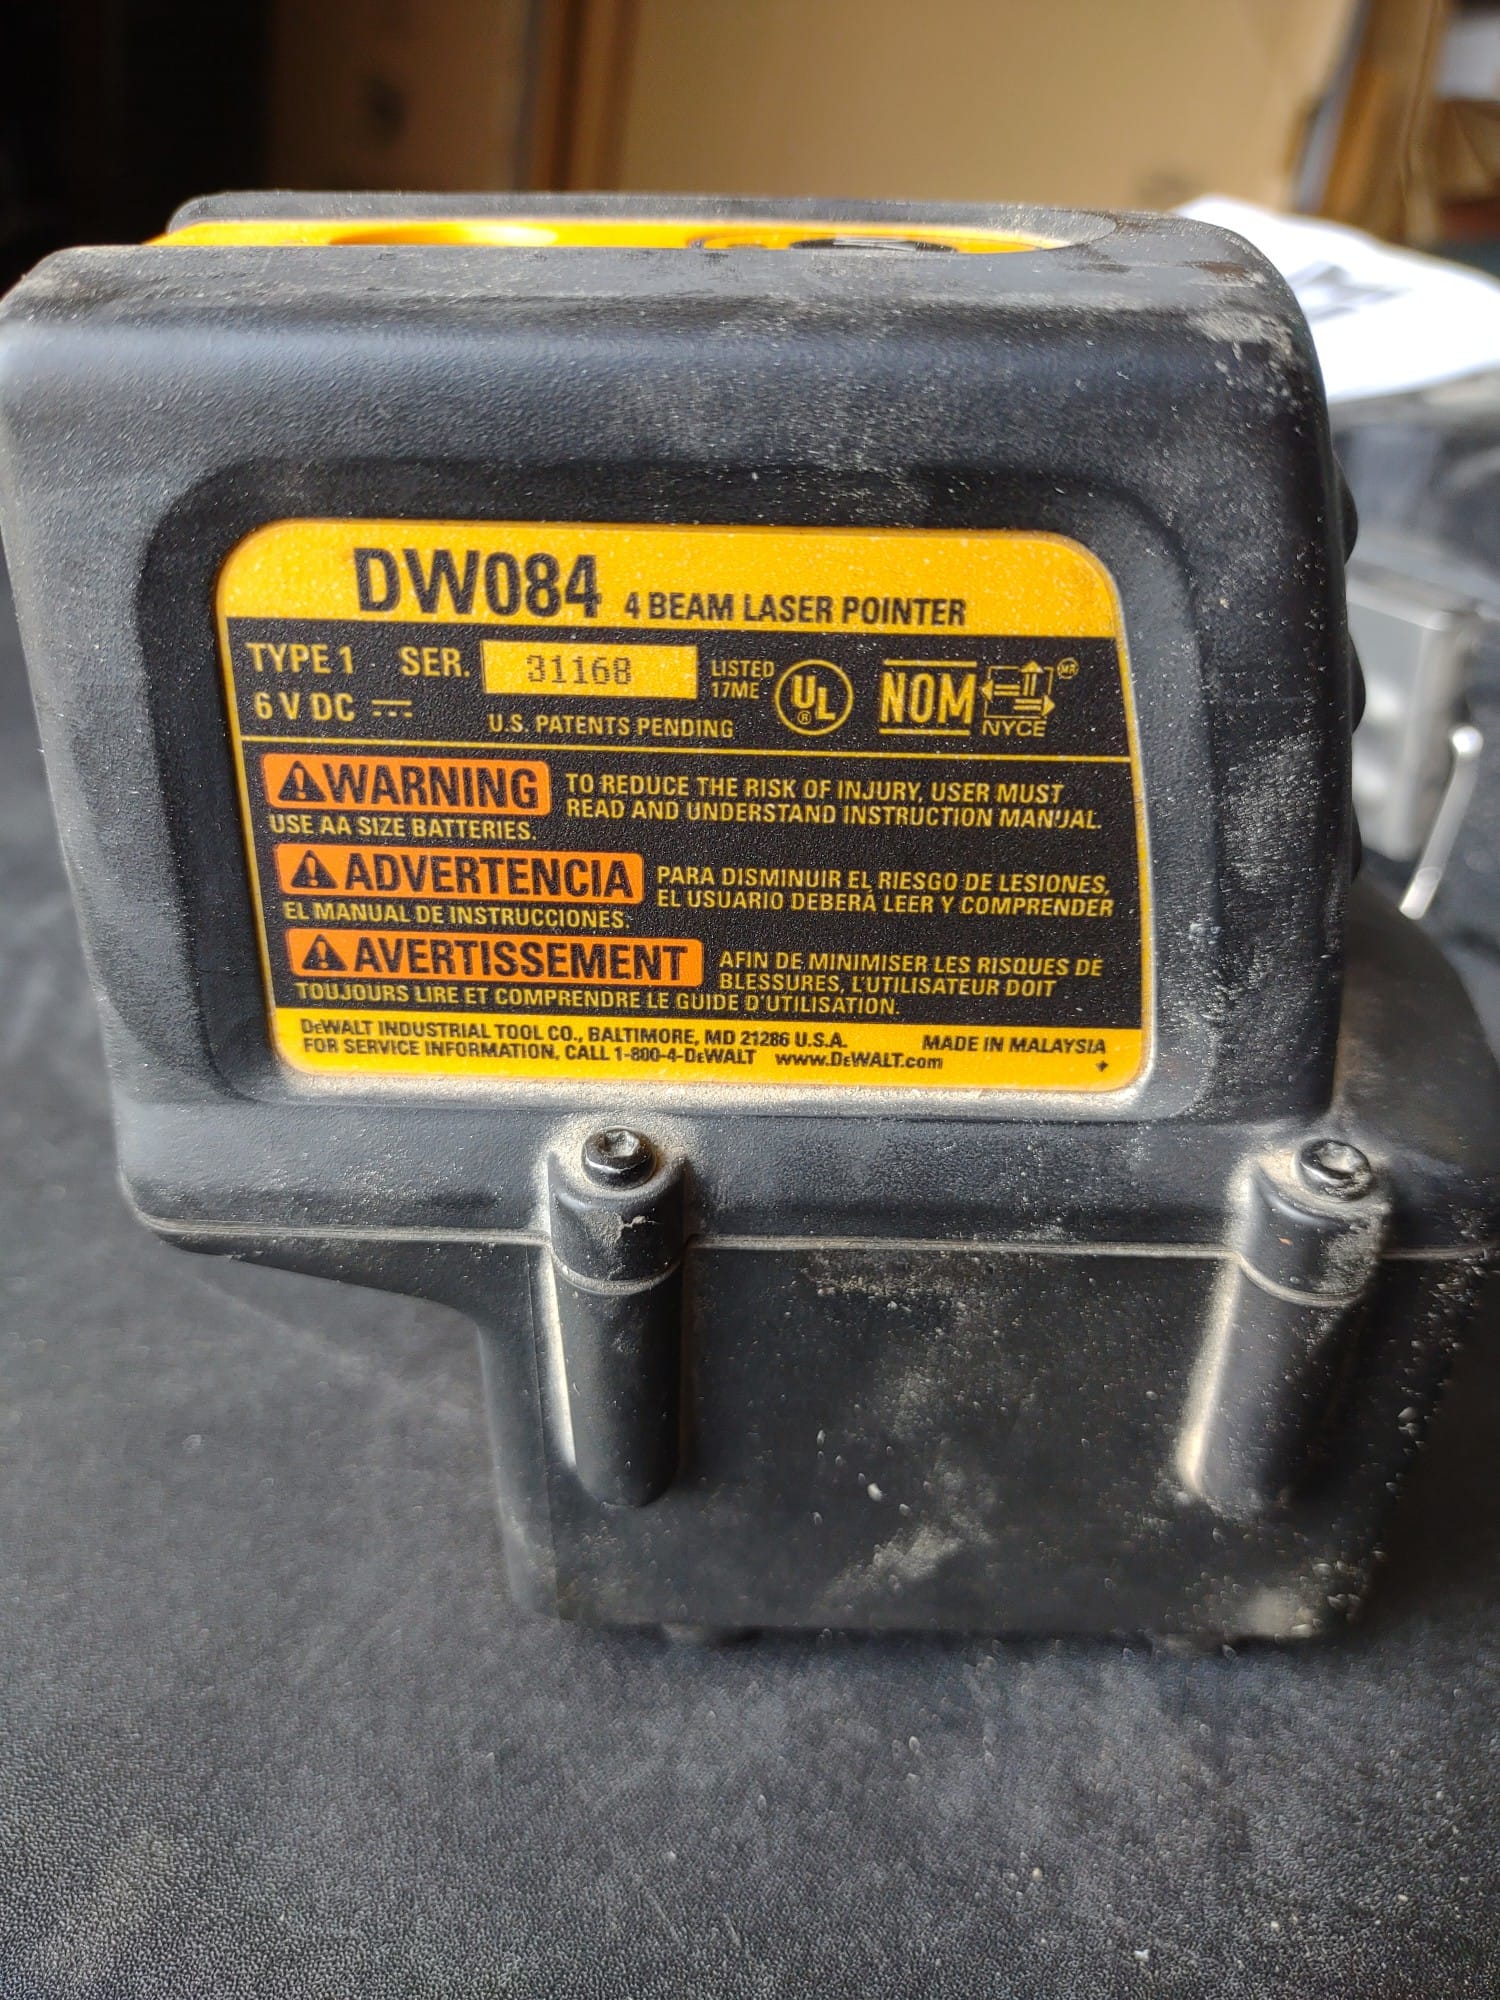 DW084 4 BEAM LASER POINTER
TYPE 1 SER. 31168 LISTED
17ME UL ® NOM NYCE MR
6 V DC
U.S. PATENTS PENDING
WARNING TO REDUCE THE RISK OF INJURY, USER MUST
READ AND UNDERSTAND INSTRUCTION MANUAL.
USE AA SIZE BATTERIES.
ADVERTENCIA PARA DISMINUIR EL RIESGO DE LESIONES,
EL USUARIO DEBERÁ LEER Y COMPRENDER
EL MANUAL DE INSTRUCCIONES.
AVERTISSEMENT AFIN DE MINIMISER LES RISQUES DE
BLESSURES, L'UTILISATEUR DOIT
TOUJOURS LIRE ET COMPRENDRE LE GUIDE D'UTILISATION.
DeWALT INDUSTRIAL TOOL CO., BALTIMORE, MD 21286 U.S.A. MADE IN MALAYSIA
FOR SERVICE INFORMATION, CALL 1-800-4-DeWALT www.DeWALT.com